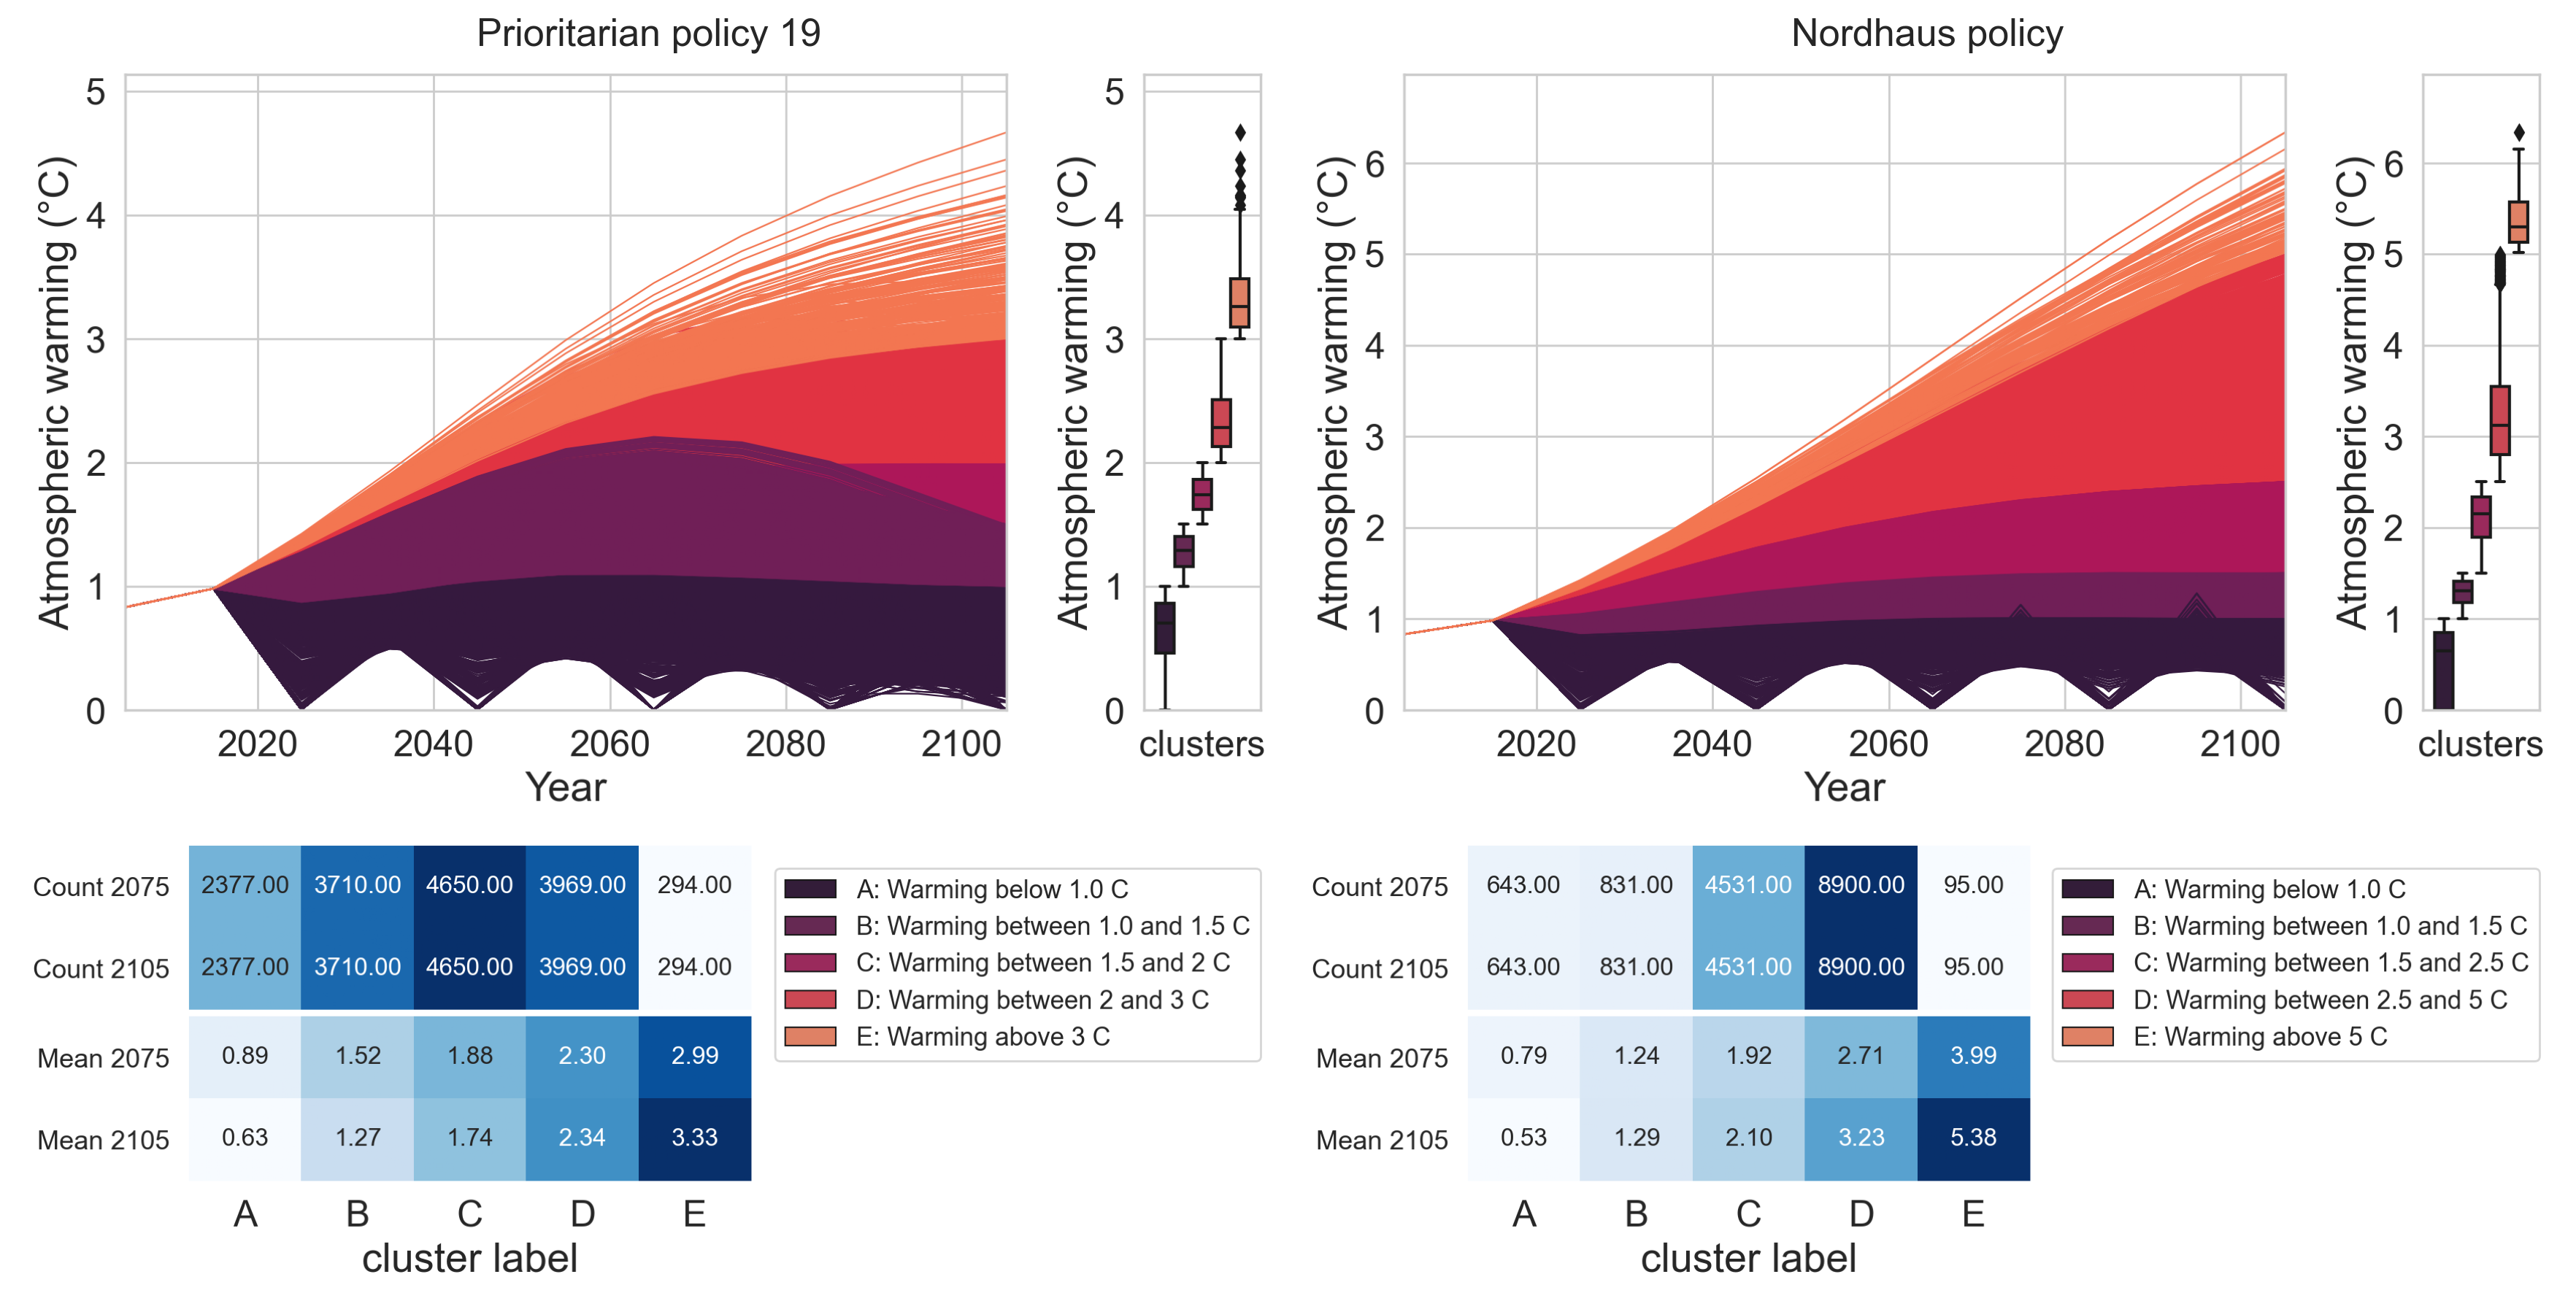 Prioritarian policy 19
Atmospheric warming (°C)
5
4
3
2
1
0
2020 2040 2060 2080 2100
Year
Atmospheric warming (°C)
5
4
3
2
1
0
clusters
Count 2075 2377.00 3710.00 4650.00 3969.00 294.00
Count 2105 2377.00 3710.00 4650.00 3969.00 294.00
Mean 2075 0.89 1.52 1.88 2.30 2.99
Mean 2105 0.63 1.27 1.74 2.34 3.33
A B C D E
cluster label
A: Warming below 1.0 C
B: Warming between 1.0 and 1.5 C
C: Warming between 1.5 and 2 C
D: Warming between 2 and 3 C
E: Warming above 3 C
Nordhaus policy
Atmospheric warming (°C)
6
5
4
3
2
1
0
2020 2040 2060 2080 2100
Year
Atmospheric warming (°C)
6
5
4
3
2
1
0
clusters
Count 2075 643.00 831.00 4531.00 8900.00 95.00
Count 2105 643.00 831.00 4531.00 8900.00 95.00
Mean 2075 0.79 1.24 1.92 2.71 3.99
Mean 2105 0.53 1.29 2.10 3.23 5.38
A B C D E
cluster label
A: Warming below 1.0 C
B: Warming between 1.0 and 1.5 C
C: Warming between 1.5 and 2.5 C
D: Warming between 2.5 and 5 C
E: Warming above 5 C